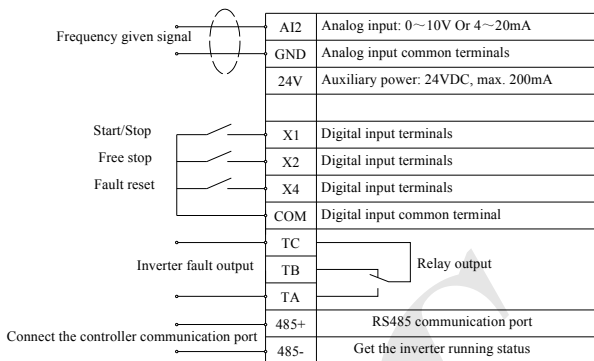 Frequency given signal
AI2 Analog input: 0～10V Or 4～20mA
GND Analog input common terminals
24V Auxiliary power: 24VDC, max. 200mA
Start/Stop X1 Digital input terminals
Free stop X2 Digital input terminals
Fault reset X4 Digital input terminals
COM Digital input common terminal
TC
Inverter fault output TB Relay output
TA
Connect the controller communication port
485+ RS485 communication port
485- Get the inverter running status